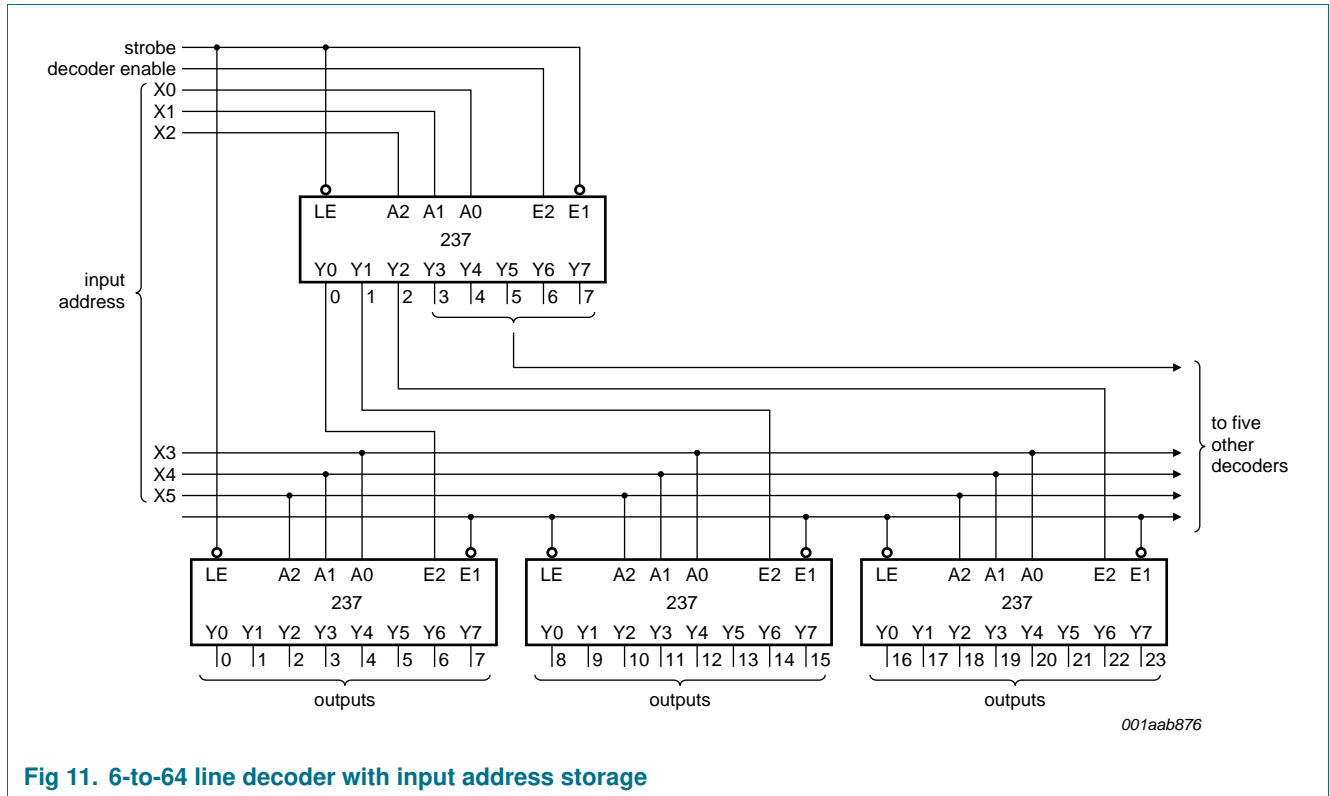 strobe
decoder enable
X0
X1
X2
LE A2 A1 A0 E2 E1
237
Y0 Y1 Y2 Y3 Y4 Y5 Y6 Y7
0 1 2 3 4 5 6 7
input
address
X3
X4
X5
to five
other
decoders
LE A2 A1 A0 E2 E1
237
Y0 Y1 Y2 Y3 Y4 Y5 Y6 Y7
0 1 2 3 4 5 6 7
outputs
LE A2 A1 A0 E2 E1
237
Y0 Y1 Y2 Y3 Y4 Y5 Y6 Y7
8 9 10 11 12 13 14 15
outputs
LE A2 A1 A0 E2 E1
237
Y0 Y1 Y2 Y3 Y4 Y5 Y6 Y7
16 17 18 19 20 21 22 23
outputs
001aab876
Fig 11. 6-to-64 line decoder with input address storage